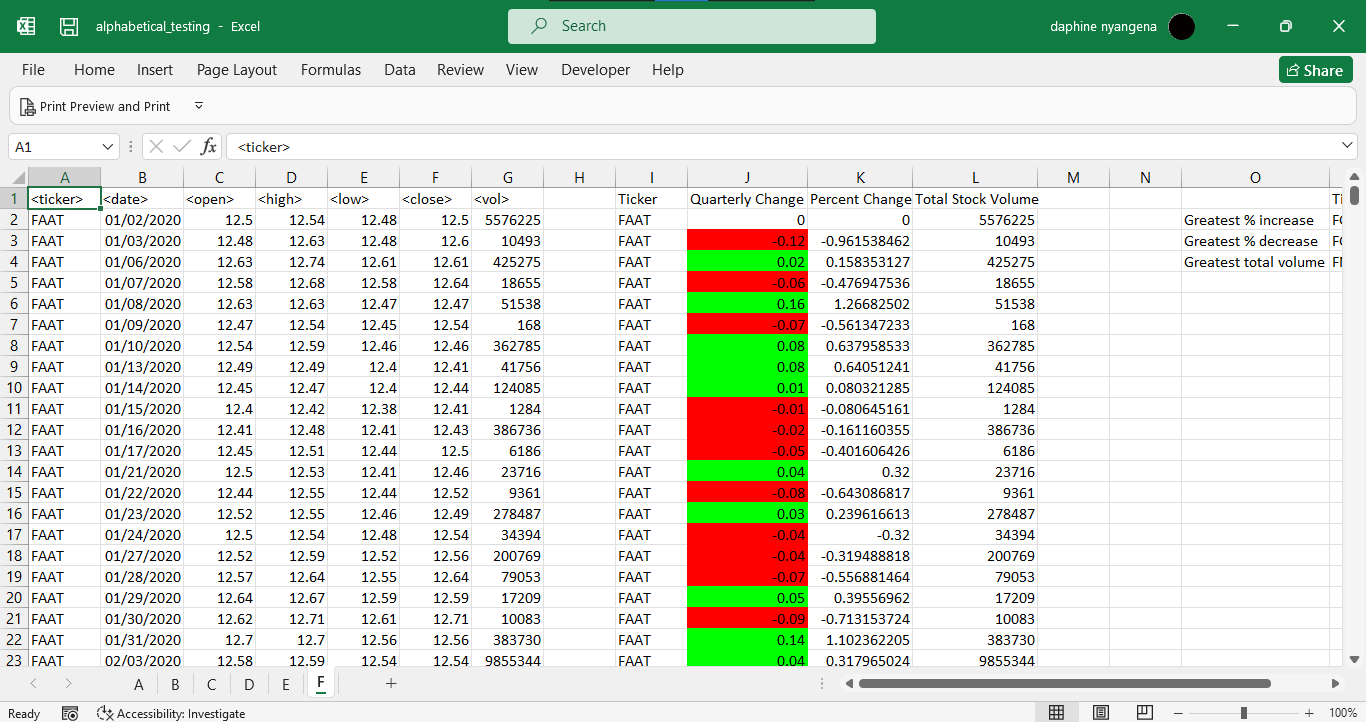 alphabetical_testing - Excel
Search
daphine nyangena
File Home Insert Page Layout Formulas Data Review View Developer Help
Share
Print Preview and Print
A1 fx <ticker>
A B C D E F G H I J K L M N O
1 <ticker> <date> <open> <high> <low> <close> <vol> Ticker Quarterly Change Percent Change Total Stock Volume
2 FAAT 01/02/2020 12.5 12.54 12.48 12.5 5576225 FAAT 0 0 5576225 Greatest % increase
3 FAAT 01/03/2020 12.48 12.63 12.48 12.6 10493 FAAT -0.12 -0.961538462 10493 Greatest % decrease
4 FAAT 01/06/2020 12.63 12.74 12.61 12.61 425275 FAAT 0.02 0.158353127 425275 Greatest total volume
5 FAAT 01/07/2020 12.58 12.68 12.58 12.64 18655 FAAT -0.06 -0.476947536 18655
6 FAAT 01/08/2020 12.63 12.63 12.47 12.47 51538 FAAT 0.16 1.26682502 51538
7 FAAT 01/09/2020 12.47 12.54 12.45 12.54 168 FAAT -0.07 -0.561347233 168
8 FAAT 01/10/2020 12.54 12.59 12.46 12.46 362785 FAAT 0.08 0.637958533 362785
9 FAAT 01/13/2020 12.49 12.49 12.4 12.41 41756 FAAT 0.08 0.64051241 41756
10 FAAT 01/14/2020 12.45 12.47 12.4 12.44 124085 FAAT 0.01 0.080321285 124085
11 FAAT 01/15/2020 12.4 12.42 12.38 12.41 1284 FAAT -0.01 -0.080645161 1284
12 FAAT 01/16/2020 12.41 12.48 12.41 12.43 386736 FAAT -0.02 -0.161160355 386736
13 FAAT 01/17/2020 12.45 12.51 12.44 12.5 6186 FAAT -0.05 -0.401606426 6186
14 FAAT 01/21/2020 12.5 12.53 12.41 12.46 23716 FAAT 0.04 0.32 23716
15 FAAT 01/22/2020 12.44 12.55 12.44 12.52 9361 FAAT -0.08 -0.643086817 9361
16 FAAT 01/23/2020 12.52 12.55 12.46 12.49 278487 FAAT 0.03 0.239616613 278487
17 FAAT 01/24/2020 12.5 12.54 12.48 12.54 34394 FAAT -0.04 -0.32 34394
18 FAAT 01/27/2020 12.52 12.59 12.52 12.56 200769 FAAT -0.04 -0.319488818 200769
19 FAAT 01/28/2020 12.57 12.64 12.55 12.64 79053 FAAT -0.07 -0.556881464 79053
20 FAAT 01/29/2020 12.64 12.67 12.59 12.59 17209 FAAT 0.05 0.39556962 17209
21 FAAT 01/30/2020 12.62 12.71 12.61 12.71 10083 FAAT -0.09 -0.713153724 10083
22 FAAT 01/31/2020 12.7 12.7 12.56 12.56 383730 FAAT 0.14 1.102362205 383730
23 FAAT 02/03/2020 12.58 12.59 12.54 12.54 9855344 FAAT 0.04 0.317965024 9855344
A B C D E F
Ready Accessibility: Investigate 100%